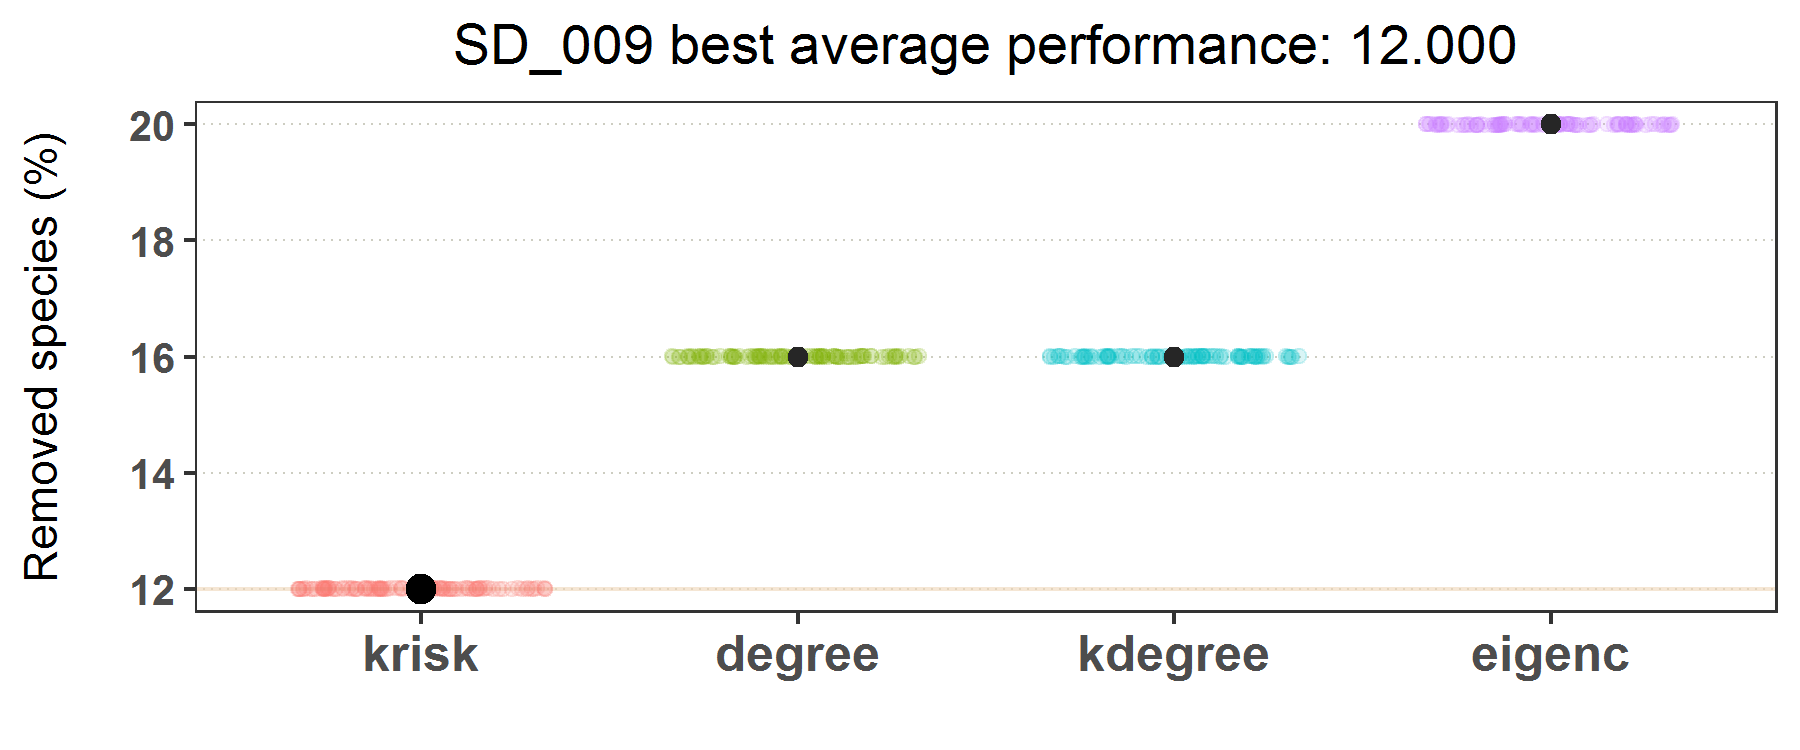 SD_009 best average performance: 12.000
Removed species (%)
20
18
16
14
12
krisk degree kdegree eigenc